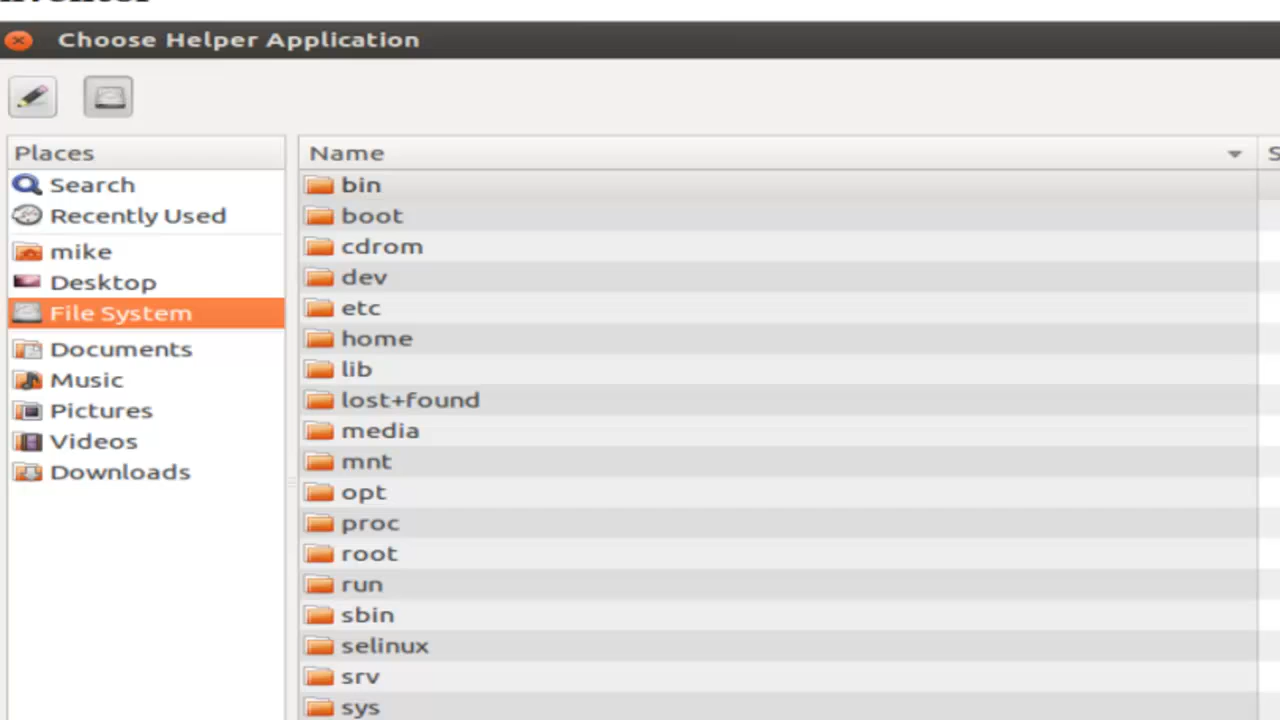 Choose Helper Application
Places
Search
Recently Used
mike
Desktop
File System
Documents
Music
Pictures
Videos
Downloads
Name
bin
boot
cdrom
dev
etc
home
lib
lost+found
media
mnt
opt
proc
root
run
sbin
selinux
srv
sys